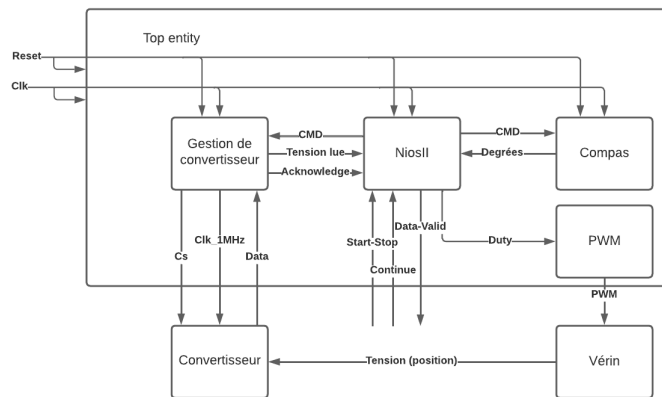 Top entity
Reset
Clk
CMD
CMD
Gestion de
convertisseur
Tension lue
NiosII
Degrées
Compas
Acknowledge
Data-Valid
Start-Stop
Clk_1MHz
Duty
PWM
Cs
Data
Continue
PWM
Convertisseur
Tension (position)
Vérin